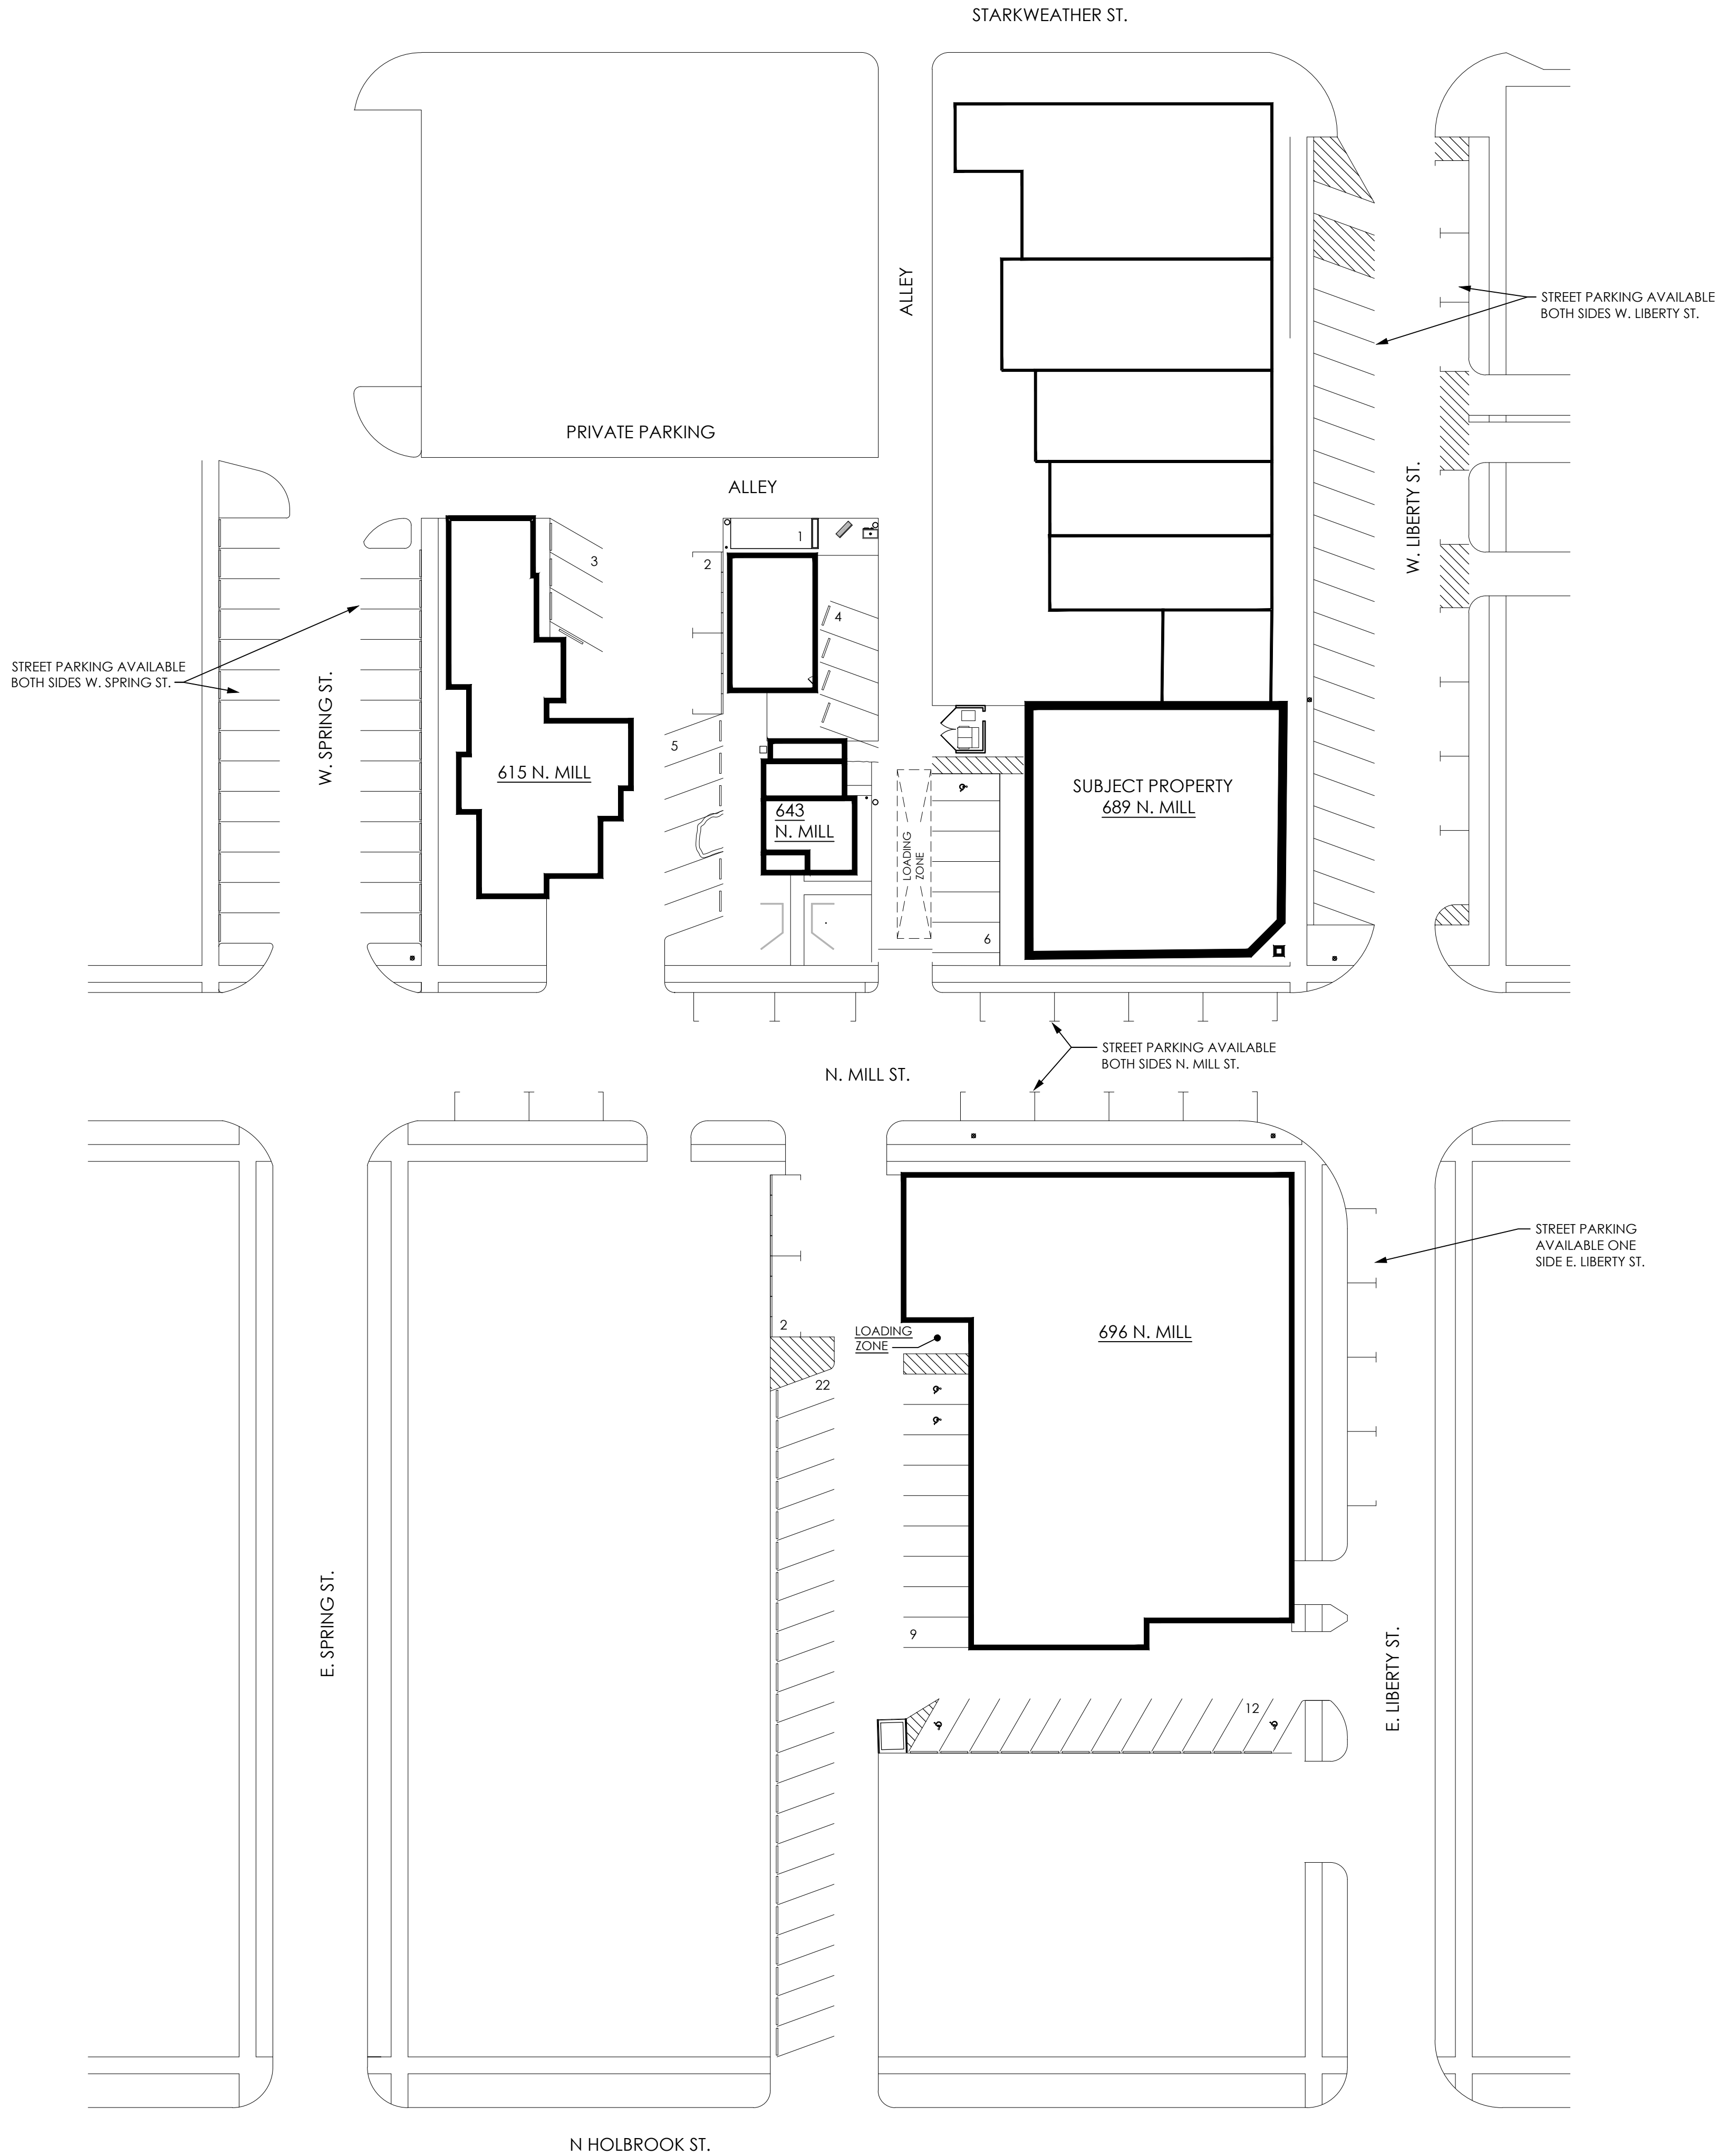 STARKWEATHER ST.
ALLEY
STREET PARKING AVAILABLE
BOTH SIDES W. LIBERTY ST.
PRIVATE PARKING
ALLEY
W. LIBERTY ST.
1
3
2
4
STREET PARKING AVAILABLE
BOTH SIDES W. SPRING ST.
W. SPRING ST.
5
615 N. MILL
643
N. MILL
LOADING
ZONE
SUBJECT PROPERTY
689 N. MILL
6
STREET PARKING AVAILABLE
BOTH SIDES N. MILL ST.
N. MILL ST.
STREET PARKING
AVAILABLE ONE
SIDE E. LIBERTY ST.
2
LOADING
ZONE
696 N. MILL
22
E. SPRING ST.
9
E. LIBERTY ST.
12
N HOLBROOK ST.